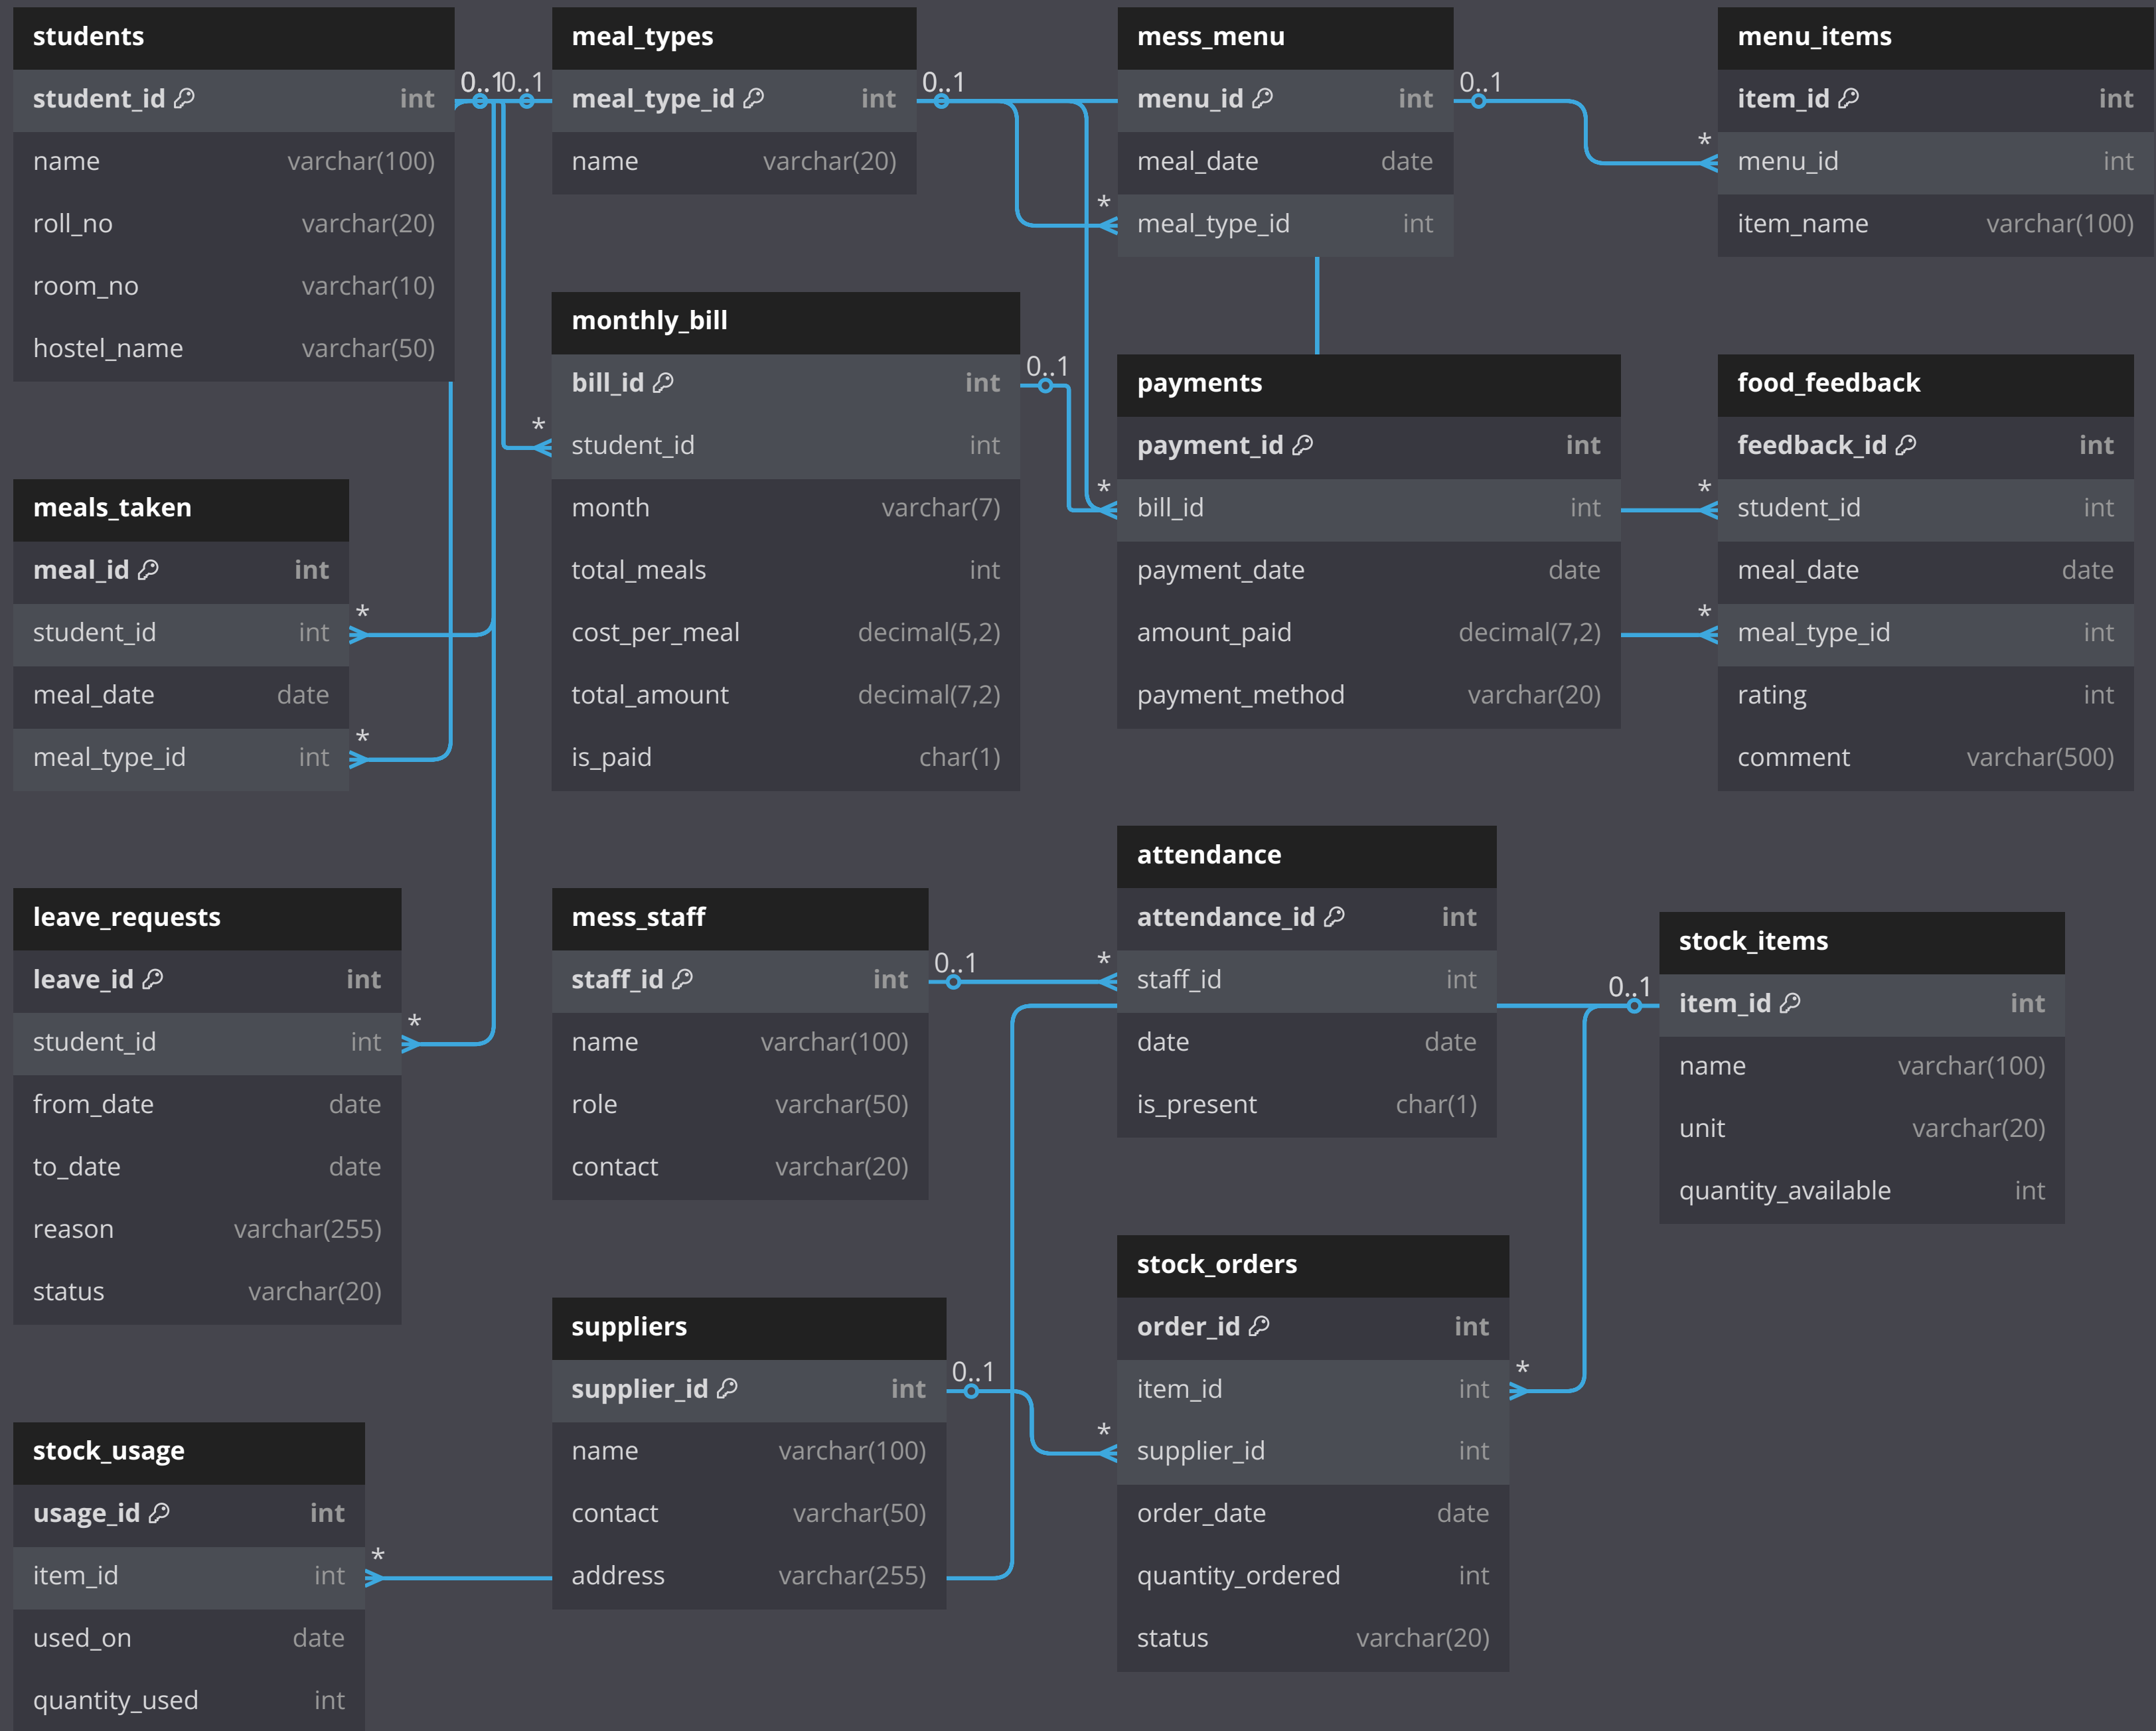 students
student_id int
name varchar(100)
roll_no varchar(20)
room_no varchar(10)
hostel_name varchar(50)
0..1
0..1
meal_types
meal_type_id int
name varchar(20)
0..1
mess_menu
menu_id int
meal_date date
* meal_type_id int
0..1
menu_items
item_id int
* menu_id int
item_name varchar(100)
monthly_bill
bill_id int
* student_id int
month varchar(7)
total_meals int
cost_per_meal decimal(5,2)
total_amount decimal(7,2)
is_paid char(1)
0..1
payments
payment_id int
* bill_id int
payment_date date
amount_paid decimal(7,2)
payment_method varchar(20)
food_feedback
feedback_id int
* student_id int
meal_date date
* meal_type_id int
rating int
comment varchar(500)
meals_taken
meal_id int
student_id int *
meal_date date
meal_type_id int *
leave_requests
leave_id int
student_id int *
from_date date
to_date date
reason varchar(255)
status varchar(20)
mess_staff
staff_id int
name varchar(100)
role varchar(50)
contact varchar(20)
0..1
attendance
attendance_id int
* staff_id int
date date
is_present char(1)
0..1
stock_items
item_id int
name varchar(100)
unit varchar(20)
quantity_available int
suppliers
supplier_id int
name varchar(100)
contact varchar(50)
address varchar(255)
0..1
stock_orders
order_id int
item_id int *
* supplier_id int
order_date date
quantity_ordered int
status varchar(20)
stock_usage
usage_id int
item_id int *
used_on date
quantity_used int